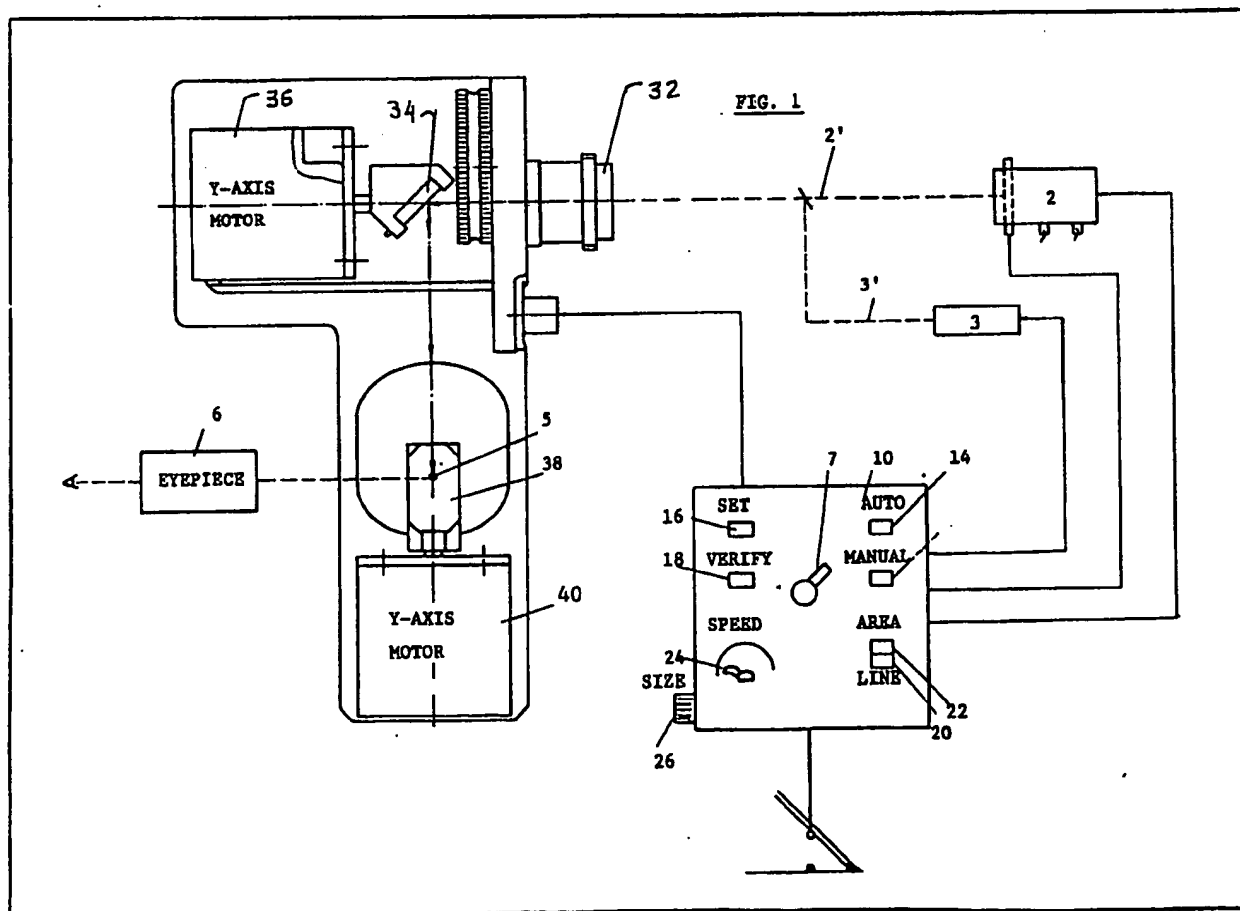 FIG. 1
36
34
32
2'
2
Y-AXIS
MOTOR
3'
3
6
5
EYEPIECE
38
7
10
14
SET
AUTO
16
VERIFY
MANUAL
18
40
Y-AXIS
MOTOR
SPEED
AREA
24
SIZE
LINE
22
20
26